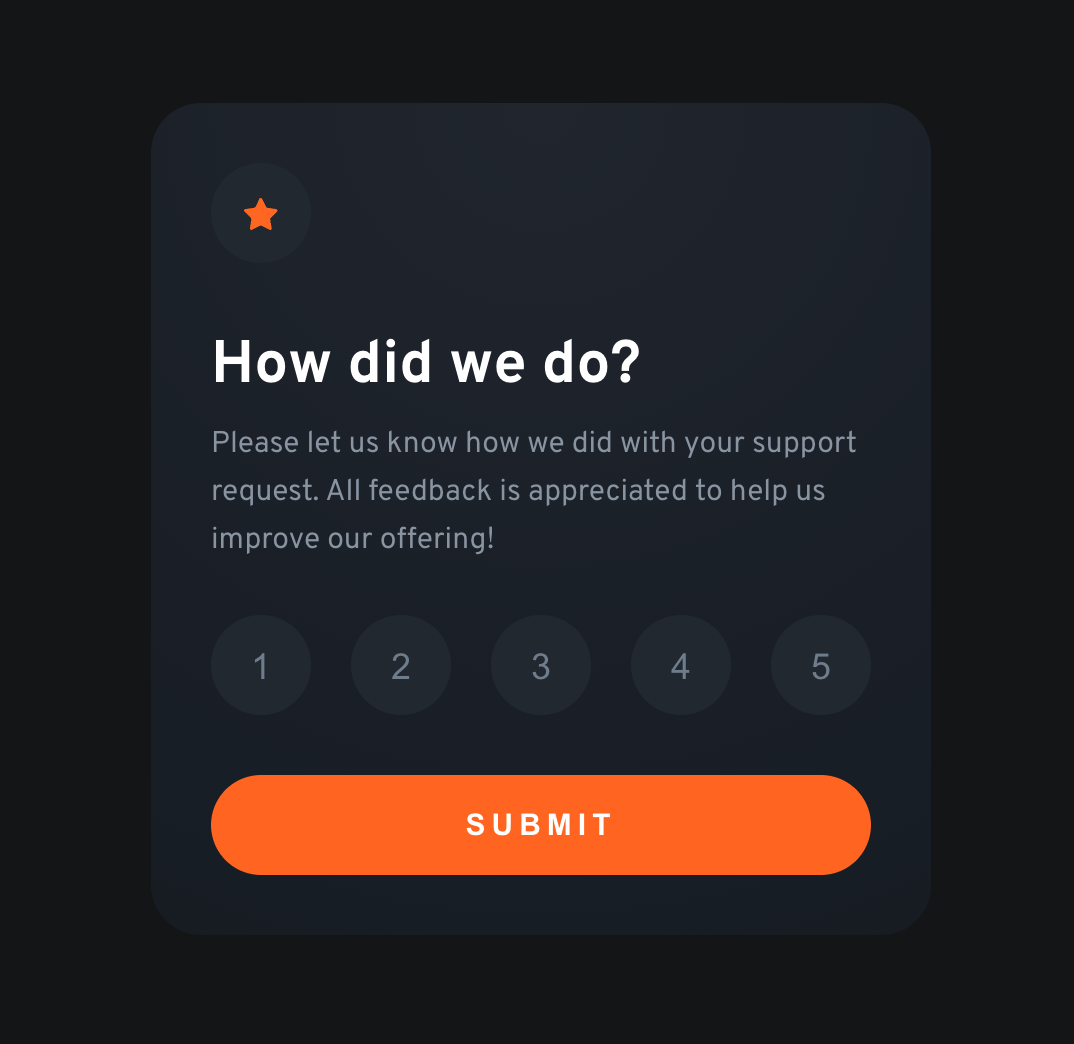 How did we do?
Please let us know how we did with your support
request. All feedback is appreciated to help us
improve our offering!
1 2 3 4 5
SUBMIT